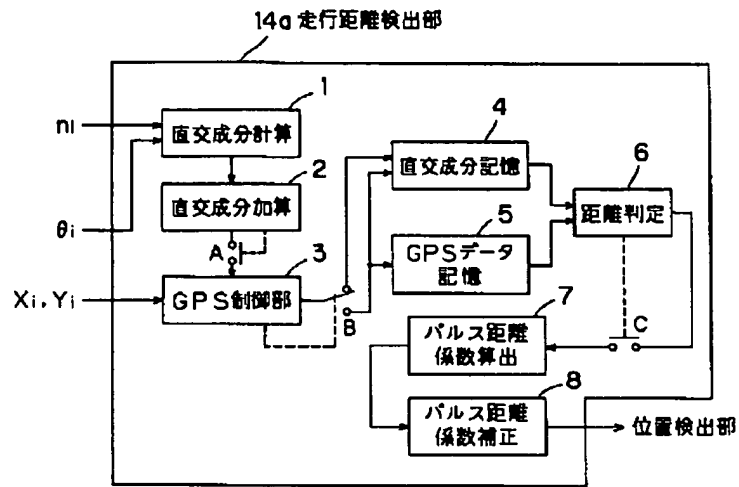 14a 走行距離検出部
1
ni
直交成分計算
2
直交成分加算
θi
A
3
Xi, Yi
GPS制御部
B
4
直交成分記憶
5
GPSデータ
記憶
6
距離判定
7
パルス距離
係数算出
C
8
パルス距離
係数補正
位置検出部